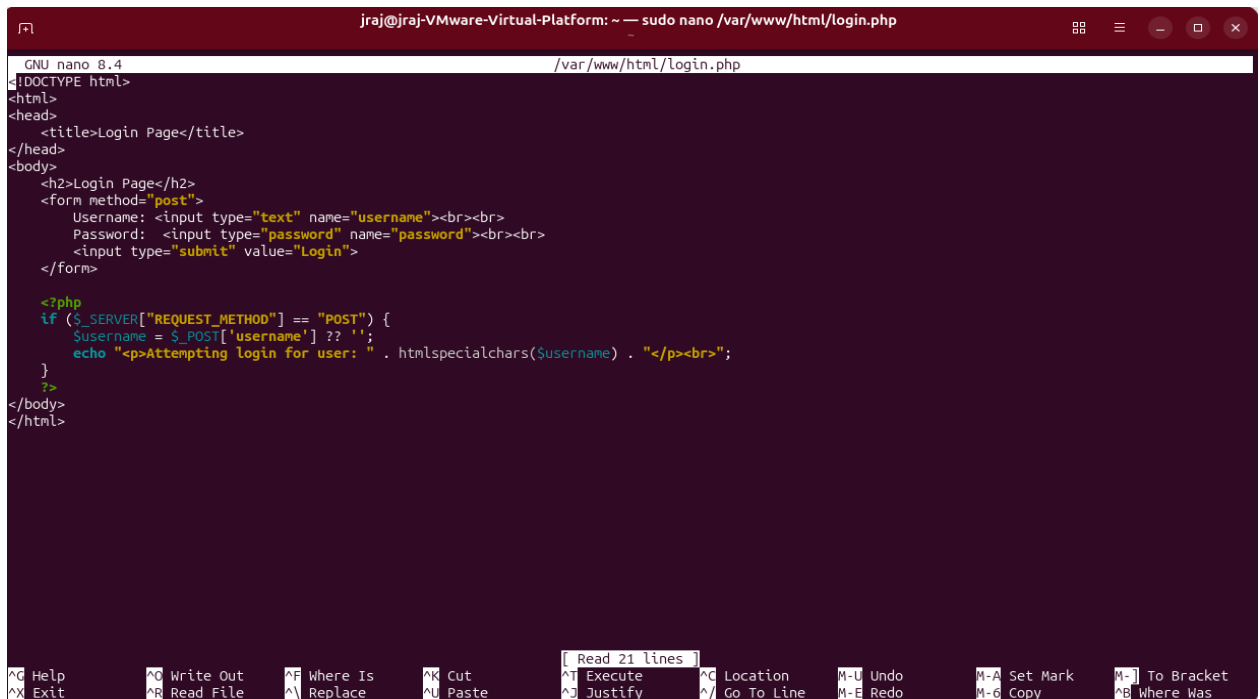 jraj@jraj-VMware-Virtual-Platform: ~ — sudo nano /var/www/html/login.php
~
GNU nano 8.4 /var/www/html/login.php
<!DOCTYPE html>
<html>
<head>
    <title>Login Page</title>
</head>
<body>
    <h2>Login Page</h2>
    <form method="post">
        Username: <input type="text" name="username"><br><br>
        Password:  <input type="password" name="password"><br><br>
        <input type="submit" value="Login">
    </form>

    <?php
    if ($_SERVER["REQUEST_METHOD"] == "POST") {
        $username = $_POST['username'] ?? '';
        echo "<p>Attempting login for user: " . htmlspecialchars($username) . "</p><br>";
    }
    ?>
</body>
</html>
[ Read 21 lines ]
^G Help ^O Write Out ^F Where Is ^K Cut ^T Execute ^C Location M-U Undo M-A Set Mark M-] To Bracket
^X Exit ^R Read File ^\ Replace ^U Paste ^J Justify ^/ Go To Line M-E Redo M-6 Copy ^B Where Was